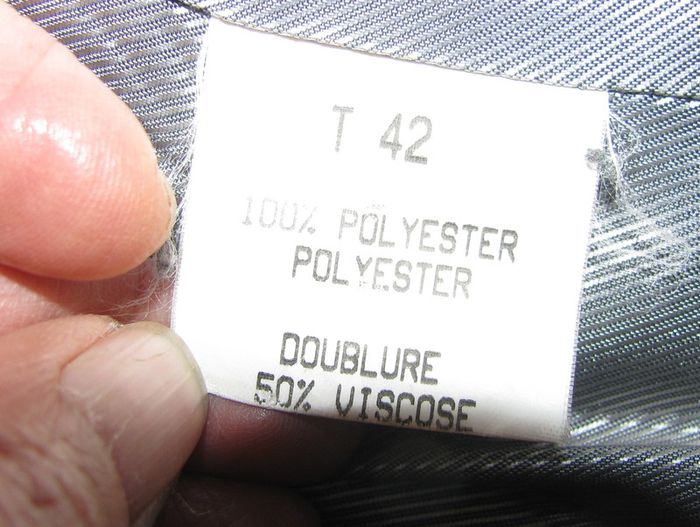 T 42
100% POLYESTER
POLYESTER
DOUBLURE
50% VISCOSE